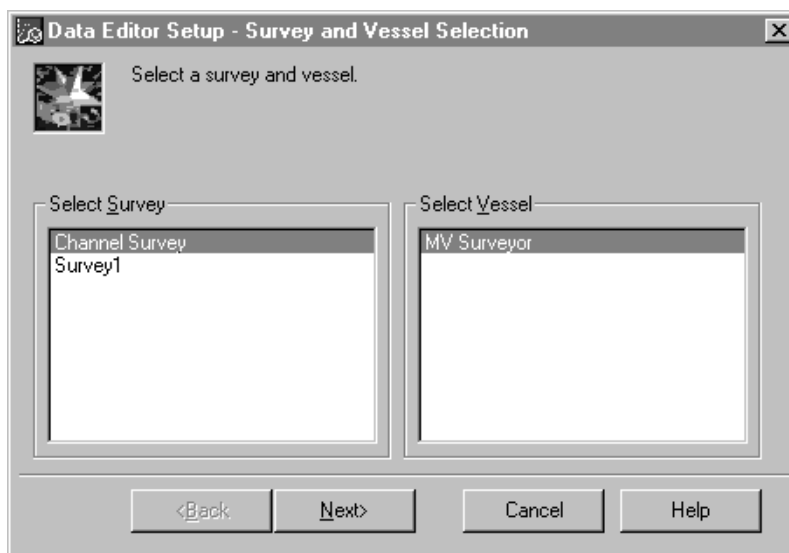 Data Editor Setup - Survey and Vessel Selection
Select a survey and vessel.
Select Survey
Channel Survey
Survey1
Select Vessel
MV Surveyor
<Back
Next>
Cancel
Help